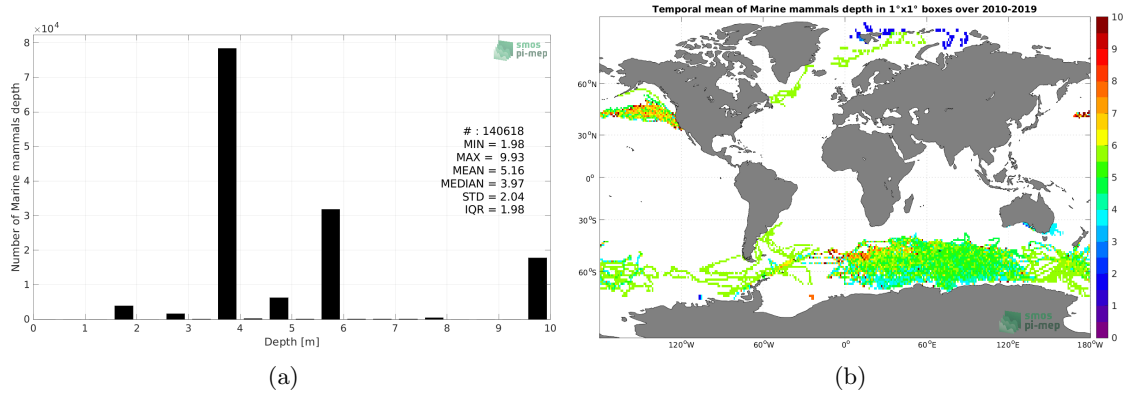 ×10⁴
8
7
6
5
4
3
2
1
0
Number of Marine mammals depth
smos
pi-mep
# : 140618
MIN = 1.98
MAX = 9.93
MEAN = 5.16
MEDIAN = 3.97
STD = 2.04
IQR = 1.98
0 1 2 3 4 5 6 7 8 9 10
Depth [m]
(a)
Temporal mean of Marine mammals depth in 1°x1° boxes over 2010-2019
60°N
30°N
0°
30°S
60°S
120°W 60°W 0° 60°E 120°E 180°W
smos
pi-mep
10
9
8
7
6
5
4
3
2
1
0
(b)